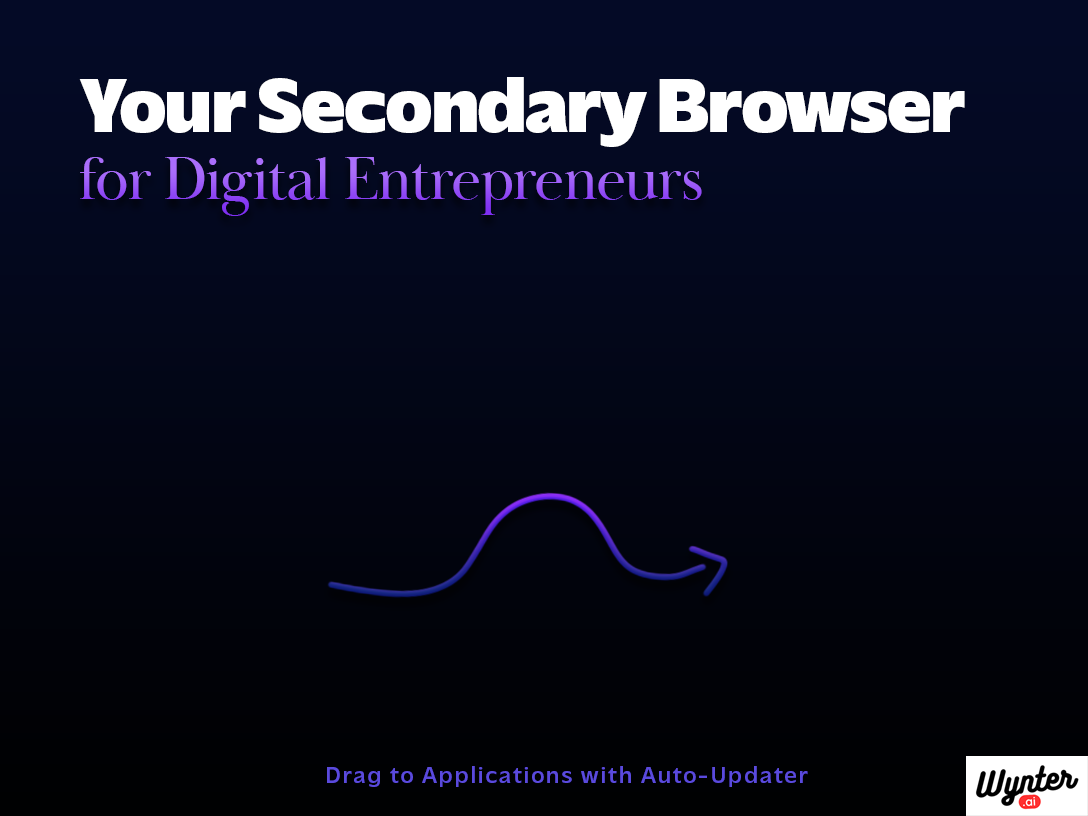 Your Secondary Browser
for Digital Entrepreneurs
Drag to Applications with Auto-Updater
Wynter
.ai